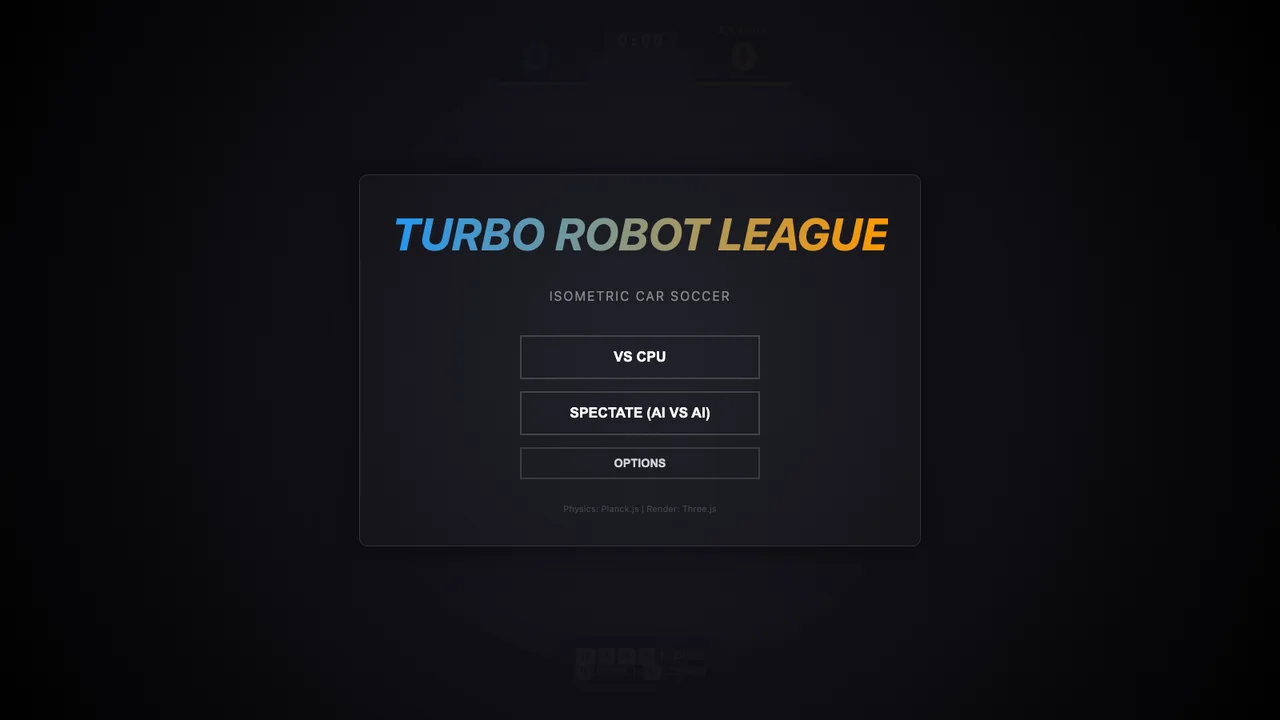 TURBO ROBOT LEAGUE
ISOMETRIC CAR SOCCER
VS CPU
SPECTATE (AI VS AI)
OPTIONS
Physics: Planck.js | Render: Three.js